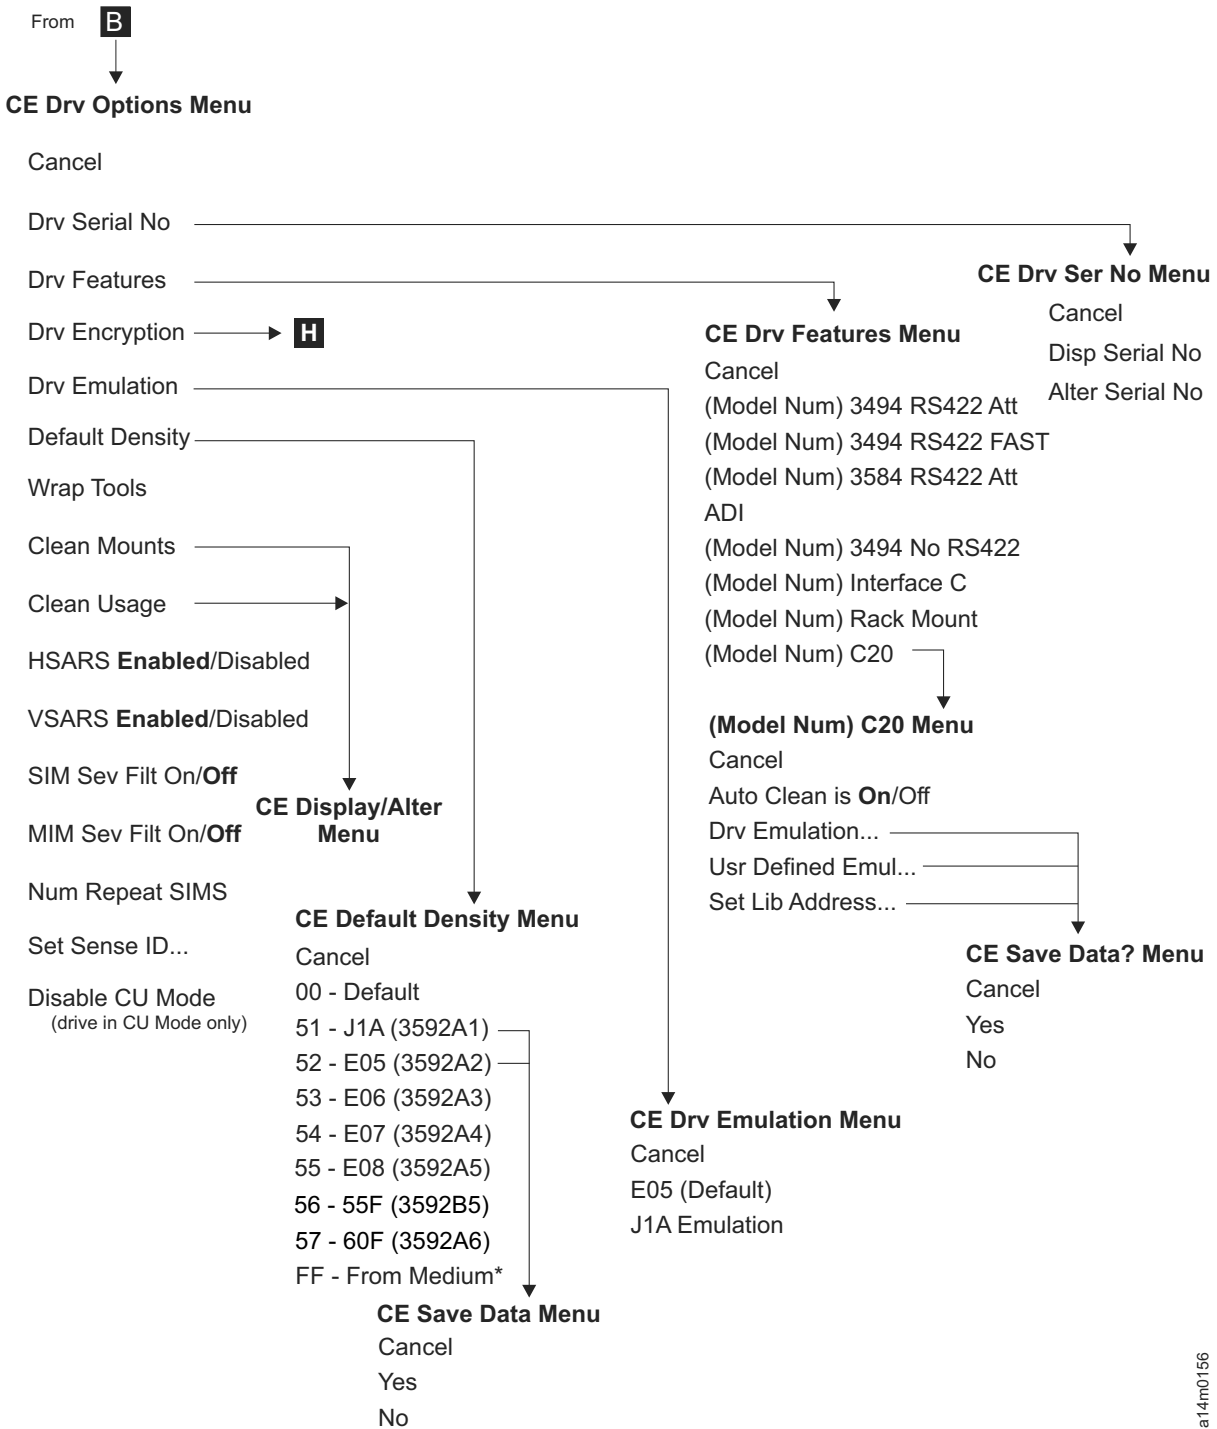 From B
CE Drv Options Menu
Cancel
Drv Serial No
Drv Features
Drv Encryption H
Drv Emulation
Default Density
Wrap Tools
Clean Mounts
Clean Usage
HSARS Enabled/Disabled
VSARS Enabled/Disabled
SIM Sev Filt On/Off
MIM Sev Filt On/Off
Num Repeat SIMS
Set Sense ID...
Disable CU Mode
(drive in CU Mode only)
CE Drv Ser No Menu
Cancel
Disp Serial No
Alter Serial No
CE Drv Features Menu
Cancel
(Model Num) 3494 RS422 Att
(Model Num) 3494 RS422 FAST
(Model Num) 3584 RS422 Att
ADI
(Model Num) 3494 No RS422
(Model Num) Interface C
(Model Num) Rack Mount
(Model Num) C20
(Model Num) C20 Menu
Cancel
Auto Clean is On/Off
Drv Emulation...
Usr Defined Emul...
Set Lib Address...
CE Save Data? Menu
Cancel
Yes
No
CE Display/Alter
Menu
CE Default Density Menu
Cancel
00 - Default
51 - J1A (3592A1)
52 - E05 (3592A2)
53 - E06 (3592A3)
54 - E07 (3592A4)
55 - E08 (3592A5)
56 - 55F (3592B5)
57 - 60F (3592A6)
FF - From Medium*
CE Save Data Menu
Cancel
Yes
No
CE Drv Emulation Menu
Cancel
E05 (Default)
J1A Emulation
a14m0156